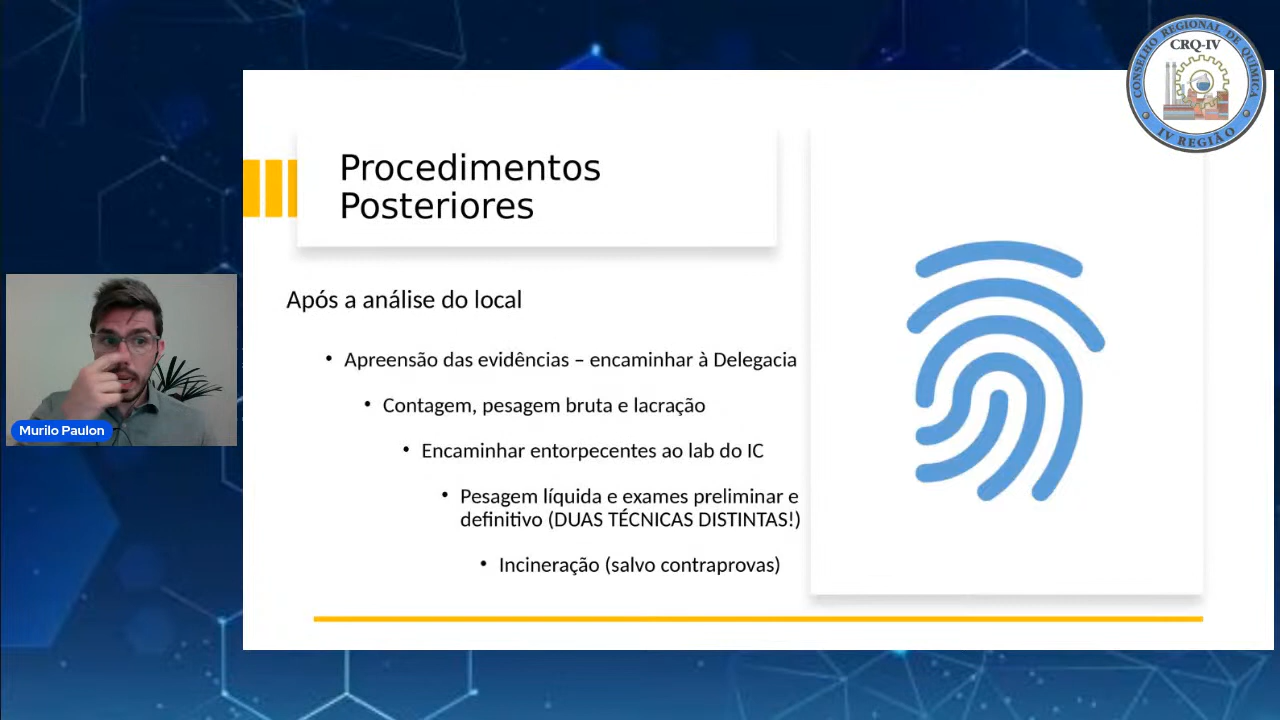 CONSELHO REGIONAL DE QUÍMICA
CRQ-IV
IV REGIÃO
Procedimentos
Posteriores
Após a análise do local
• Apreensão das evidências – encaminhar à Delegacia
• Contagem, pesagem bruta e lacração
• Encaminhar entorpecentes ao lab do IC
• Pesagem líquida e exames preliminar e
definitivo (DUAS TÉCNICAS DISTINTAS!)
• Incineração (salvo contraprovas)
Murilo Paulon